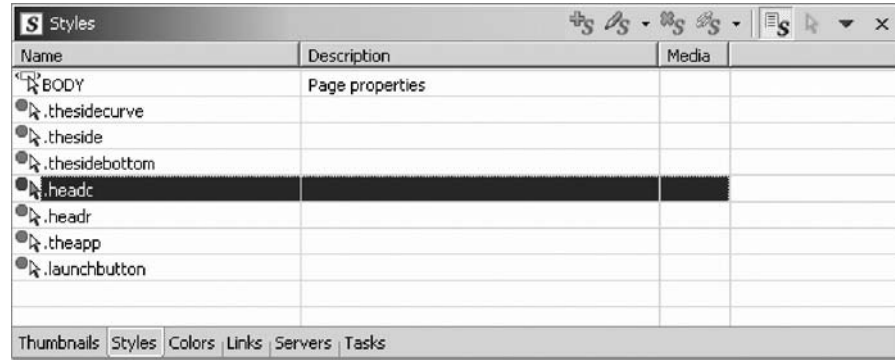 S Styles
Name Description Media
BODY Page properties
.thesidecurve
.theside
.thesidebottom
.headc
.headr
.theapp
.launchbutton
Thumbnails Styles Colors Links Servers Tasks